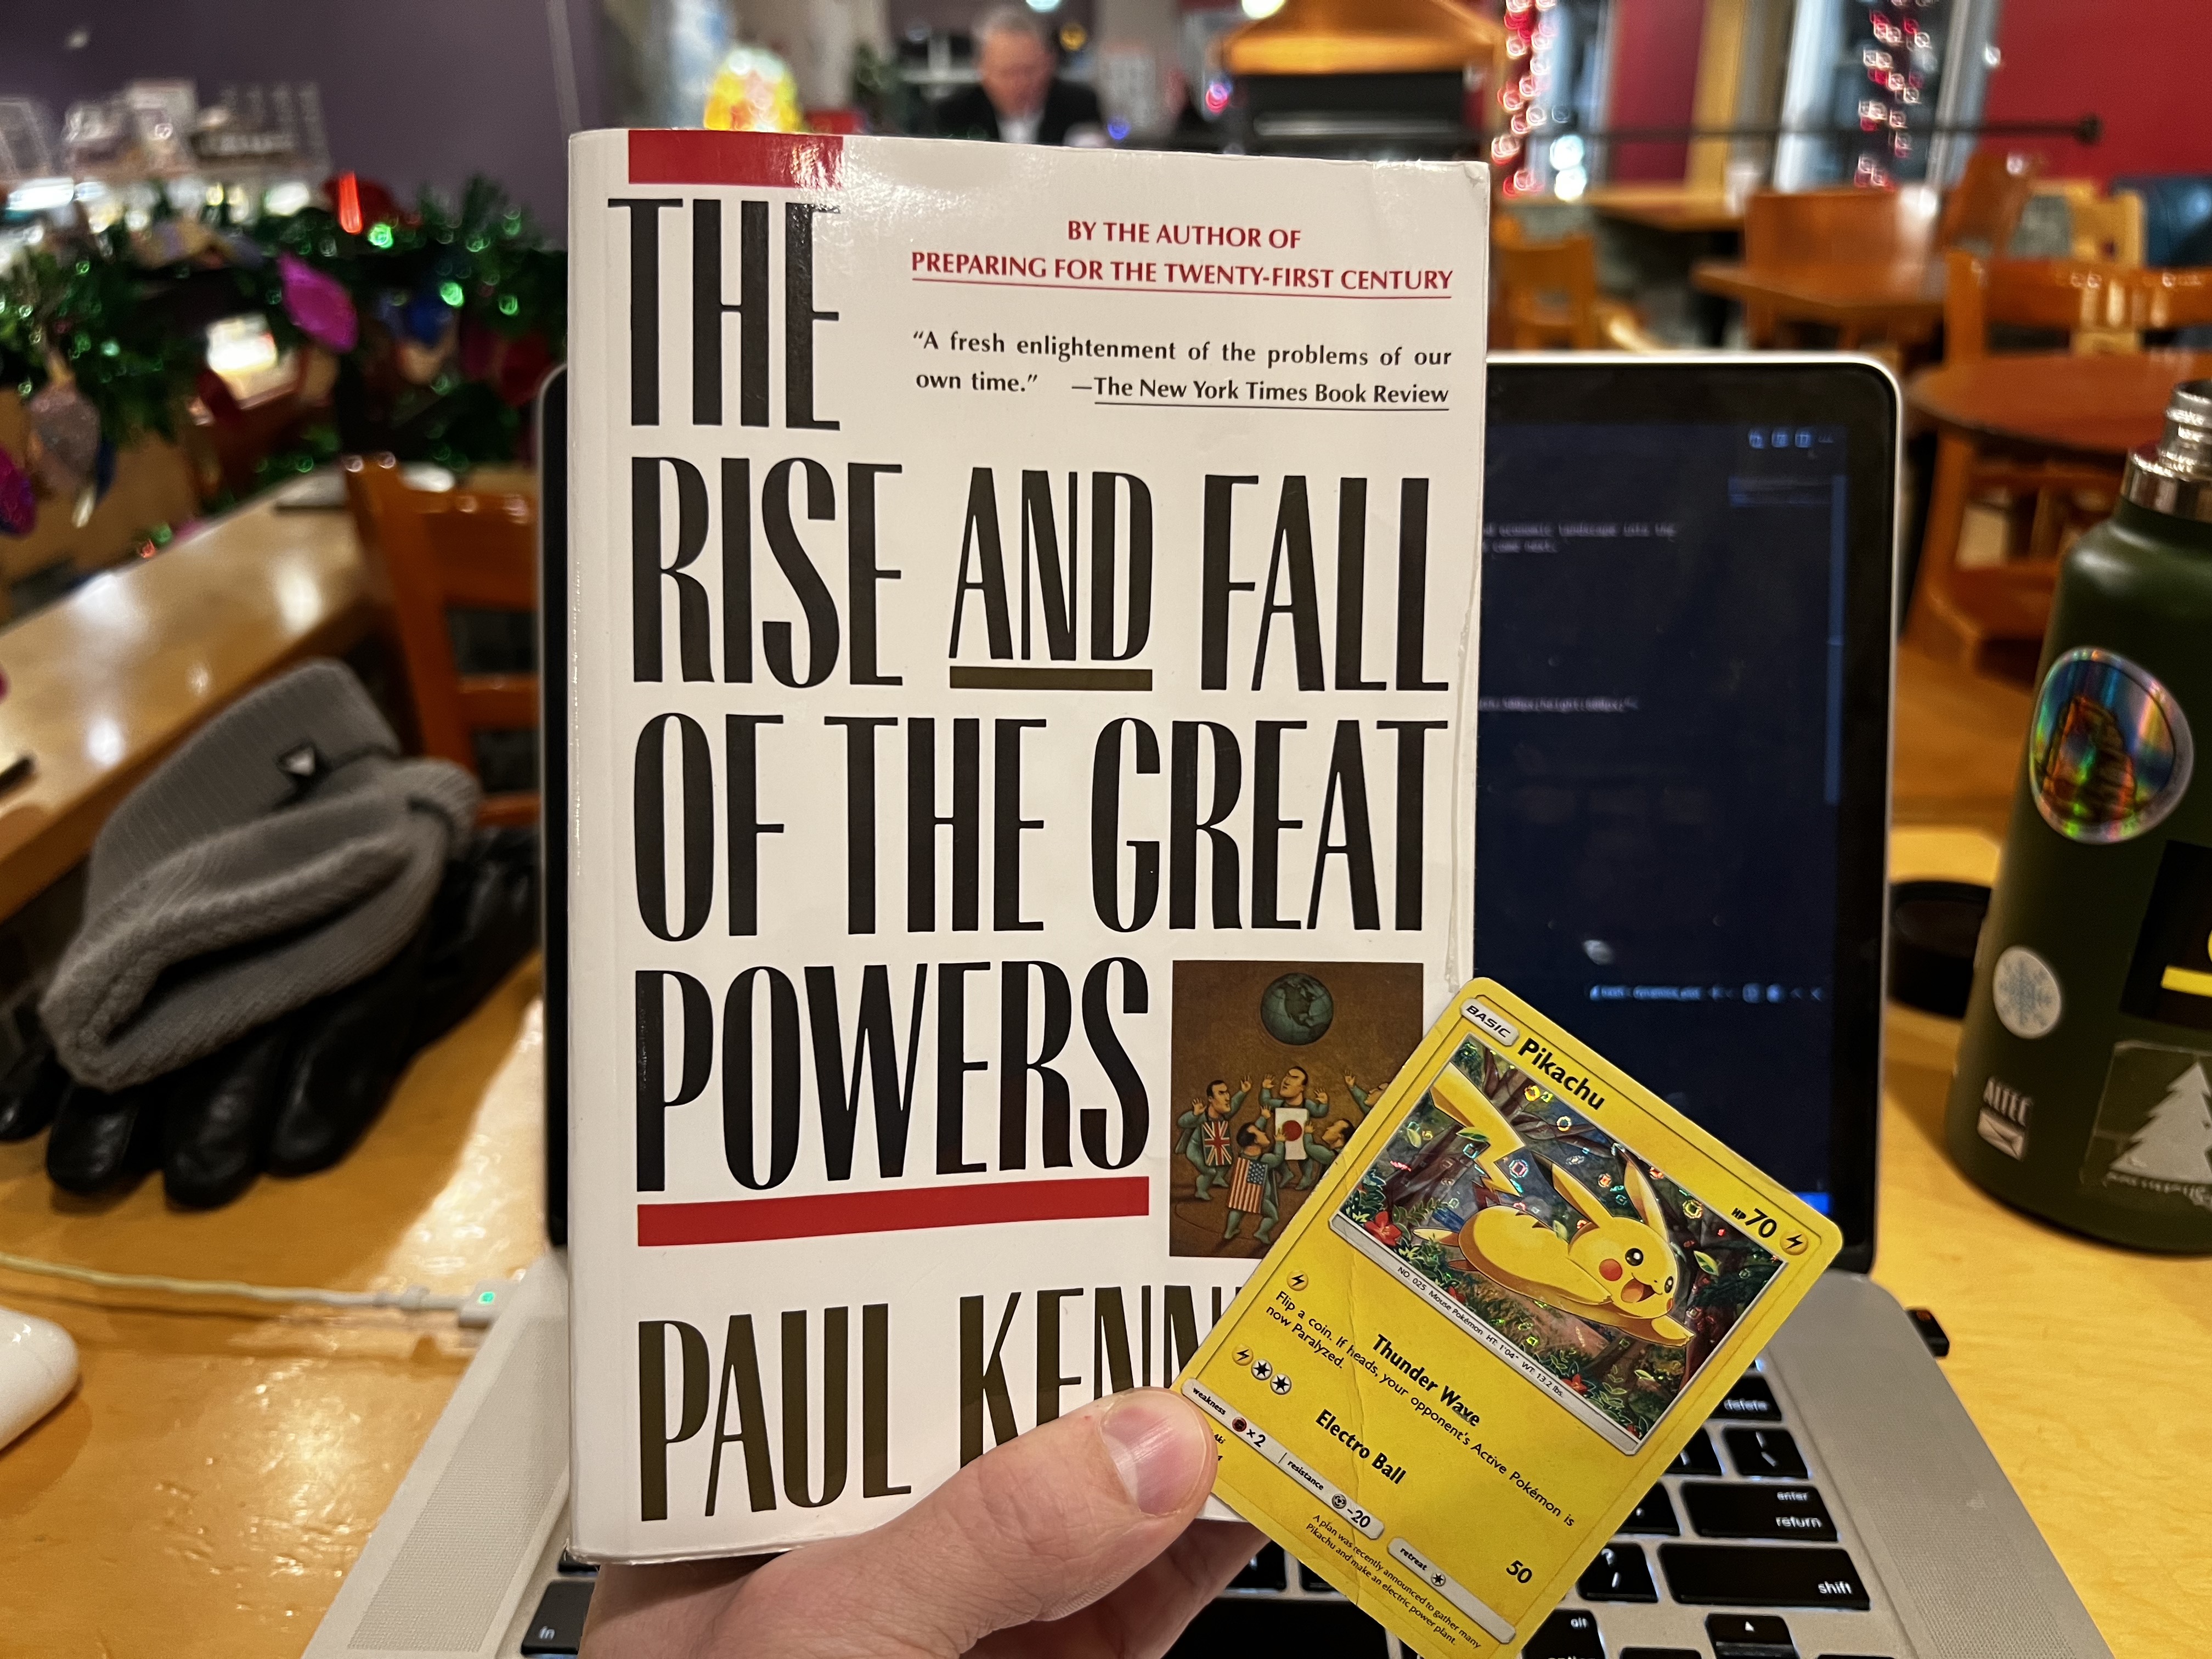 THE
BY THE AUTHOR OF
PREPARING FOR THE TWENTY-FIRST CENTURY
“A fresh enlightenment of the problems of our
own time.” —The New York Times Book Review
RISE AND FALL
OF THE GREAT
POWERS
PAUL KENN
BASIC
Pikachu
HP 70
NO. 025 Mouse Pokémon HT: 1'04" WT: 13.2 lbs.
Thunder Wave
Flip a coin. If heads, your opponent's Active Pokémon is
now Paralyzed.
Electro Ball
50
weakness
×2
resistance
-20
retreat
A plan was recently announced to gather many
Pikachu and make an electric power plant.
delete
enter
return
shift
alt
fn
AIFEC